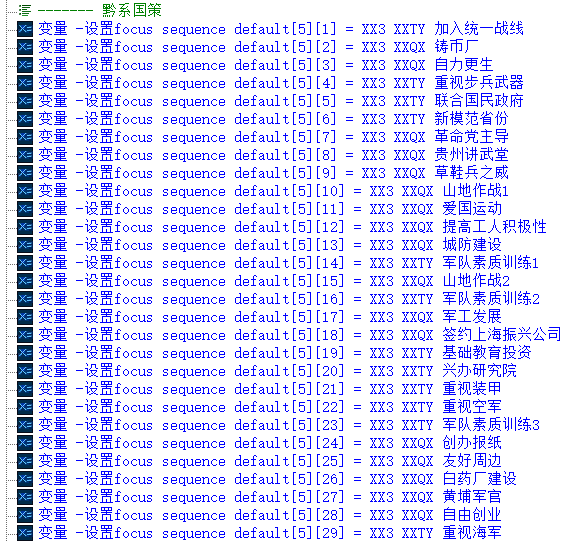 ------- 黔系国策
变量 -设置focus sequence default[5][1] = XX3 XXTY 加入统一战线
变量 -设置focus sequence default[5][2] = XX3 XXQX 铸币厂
变量 -设置focus sequence default[5][3] = XX3 XXQX 自力更生
变量 -设置focus sequence default[5][4] = XX3 XXTY 重视步兵武器
变量 -设置focus sequence default[5][5] = XX3 XXTY 联合国民政府
变量 -设置focus sequence default[5][6] = XX3 XXTY 新模范省份
变量 -设置focus sequence default[5][7] = XX3 XXQX 革命党主导
变量 -设置focus sequence default[5][8] = XX3 XXQX 贵州讲武堂
变量 -设置focus sequence default[5][9] = XX3 XXQX 草鞋兵之威
变量 -设置focus sequence default[5][10] = XX3 XXQX 山地作战1
变量 -设置focus sequence default[5][11] = XX3 XXQX 爱国运动
变量 -设置focus sequence default[5][12] = XX3 XXQX 提高工人积极性
变量 -设置focus sequence default[5][13] = XX3 XXQX 城防建设
变量 -设置focus sequence default[5][14] = XX3 XXTY 军队素质训练1
变量 -设置focus sequence default[5][15] = XX3 XXQX 山地作战2
变量 -设置focus sequence default[5][16] = XX3 XXTY 军队素质训练2
变量 -设置focus sequence default[5][17] = XX3 XXQX 军工发展
变量 -设置focus sequence default[5][18] = XX3 XXQX 签约上海振兴公司
变量 -设置focus sequence default[5][19] = XX3 XXTY 基础教育投资
变量 -设置focus sequence default[5][20] = XX3 XXTY 兴办研究院
变量 -设置focus sequence default[5][21] = XX3 XXTY 重视装甲
变量 -设置focus sequence default[5][22] = XX3 XXTY 重视空军
变量 -设置focus sequence default[5][23] = XX3 XXTY 军队素质训练3
变量 -设置focus sequence default[5][24] = XX3 XXQX 创办报纸
变量 -设置focus sequence default[5][25] = XX3 XXQX 友好周边
变量 -设置focus sequence default[5][26] = XX3 XXQX 白药厂建设
变量 -设置focus sequence default[5][27] = XX3 XXQX 黄埔军官
变量 -设置focus sequence default[5][28] = XX3 XXQX 自由创业
变量 -设置focus sequence default[5][29] = XX3 XXTY 重视海军